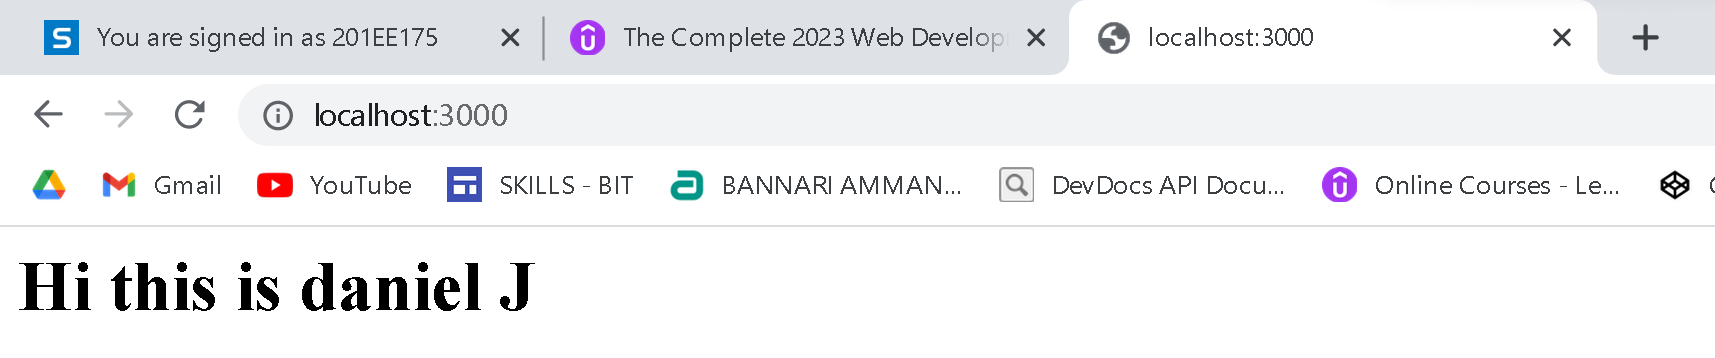 You are signed in as 201EE175
The Complete 2023 Web Develop
localhost:3000
localhost:3000
Gmail
YouTube
SKILLS - BIT
BANNARI AMMAN...
DevDocs API Docu...
Online Courses - Le...
Hi this is daniel J